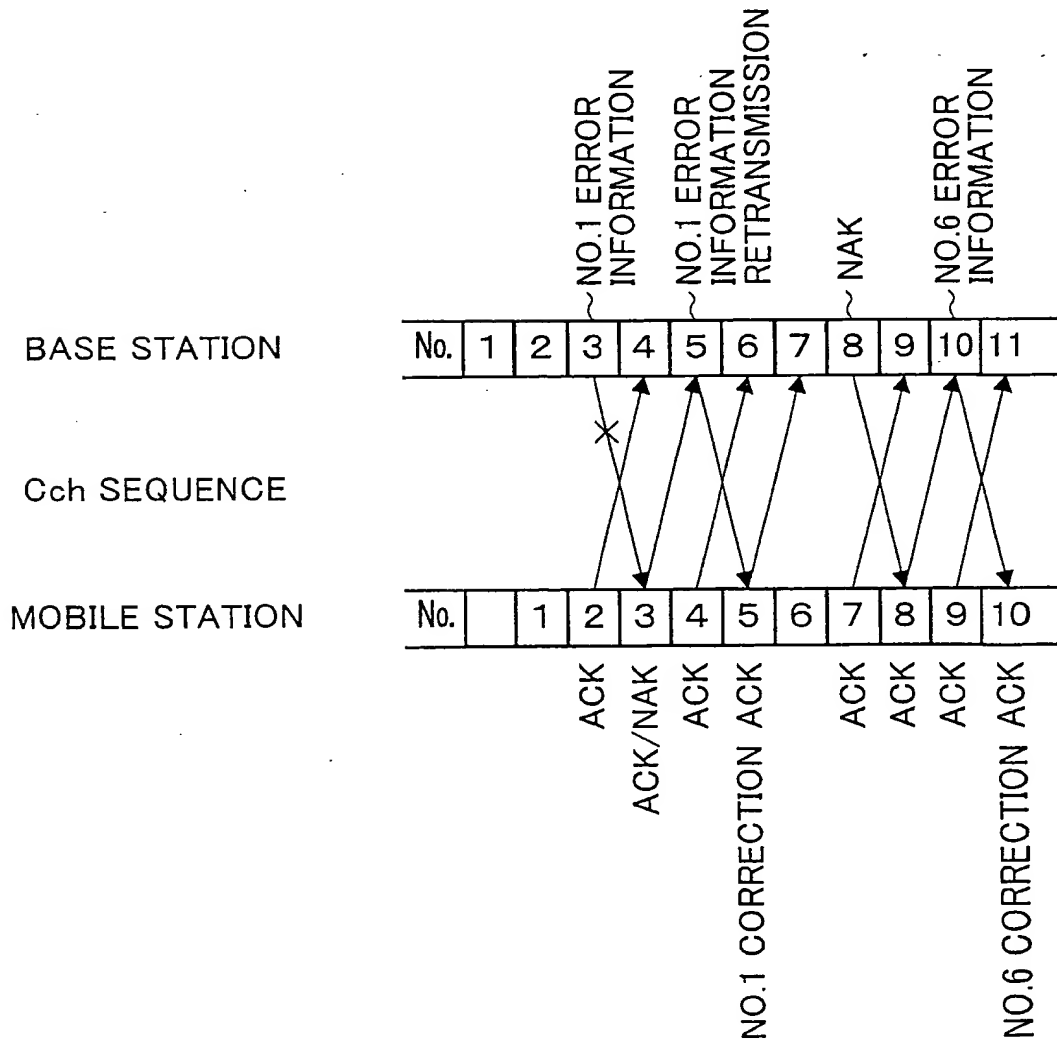 NO.1 ERROR
INFORMATION
NO.1 ERROR
INFORMATION
RETRANSMISSION
NAK
NO.6 ERROR
INFORMATION
BASE STATION
No. 1 2 3 4 5 6 7 8 9 10 11
Cch SEQUENCE
MOBILE STATION
No. 1 2 3 4 5 6 7 8 9 10
ACK
ACK/NAK
ACK
NO.1 CORRECTION ACK
ACK
ACK
ACK
NO.6 CORRECTION ACK